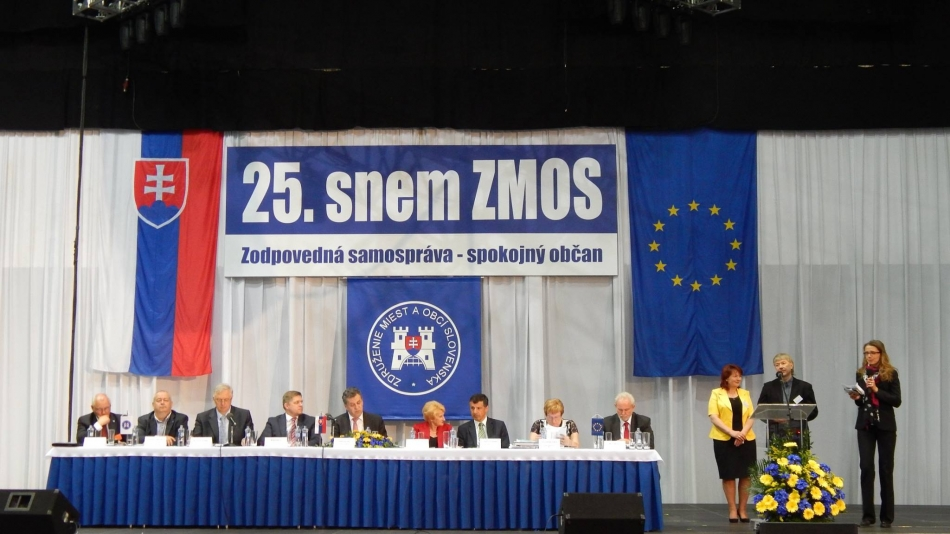 25. snem ZMOS
Zodpovedná samospráva - spokojný občan
ZDRUŽENIE MIEST A OBCÍ SLOVENSKA